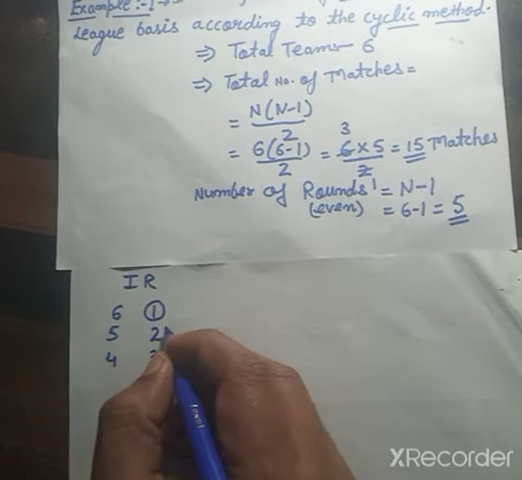 Example :- 1
League basis according to the cyclic method.
⇒ Total Teams - 6
⇒ Total No. of Matches =
= N(N-1)/2
= 6(6-1)/2 = 6×5/2 = 15 Matches
3
Number of Rounds = N-1
(even) = 6-1 = 5
I R
6 ①
5 2
4
XRecorder